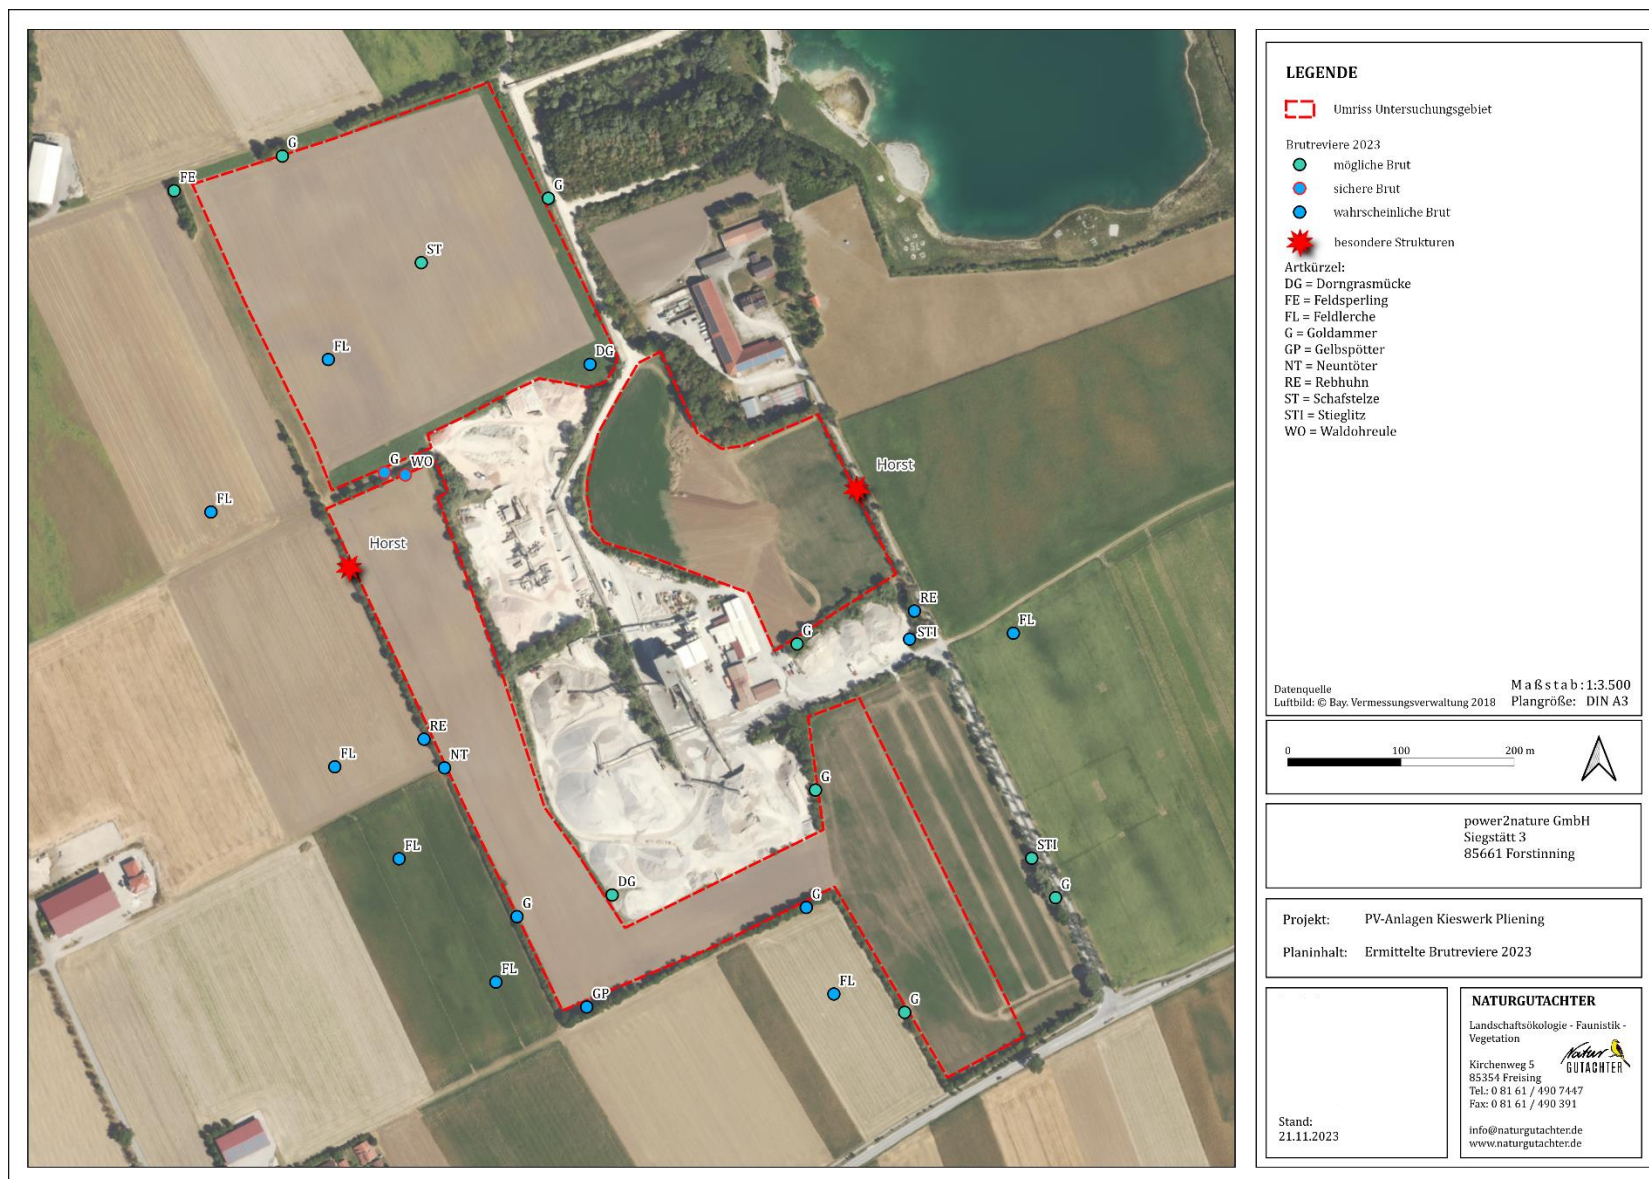 G
FE
G
ST
FL
DG
G
WO
Horst
FL
Horst
RE
STI
FL
G
RE
NT
FL
G
FL
STI
G
DG
G
G
FL
FL
GP
G
LEGENDE
Umriss Untersuchungsgebiet
Brutreviere 2023
mögliche Brut
sichere Brut
wahrscheinliche Brut
besondere Strukturen
Artkürzel:
DG = Dorngrasmücke
FE = Feldsperling
FL = Feldlerche
G = Goldammer
GP = Gelbspötter
NT = Neuntöter
RE = Rebhuhn
ST = Schafstelze
STI = Stieglitz
WO = Waldohreule
Datenquelle
Luftbild: © Bay. Vermessungsverwaltung 2018
Maßstab: 1:3.500
Plangröße: DIN A3
0 100 200 m
power2nature GmbH
Siegstätt 3
85661 Forstinning
Projekt: PV-Anlagen Kieswerk Pliening
Planinhalt: Ermittelte Brutreviere 2023
Stand:
21.11.2023
NATURGUTACHTER
Landschaftsökologie - Faunistik -
Vegetation
Natur
GUTACHTER
Kirchenweg 5
85354 Freising
Tel.: 0 81 61 / 490 7447
Fax: 0 81 61 / 490 391
info@naturgutachter.de
www.naturgutachter.de